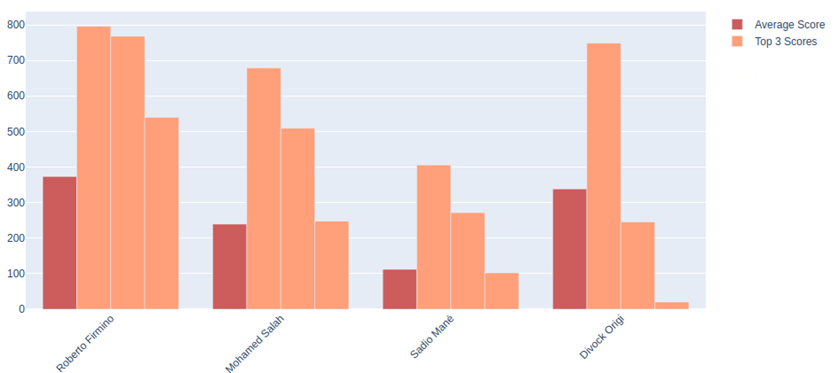 800
700
600
500
400
300
200
100
0
Roberto Firmino
Mohamed Salah
Sadio Mané
Divock Origi
Average Score
Top 3 Scores